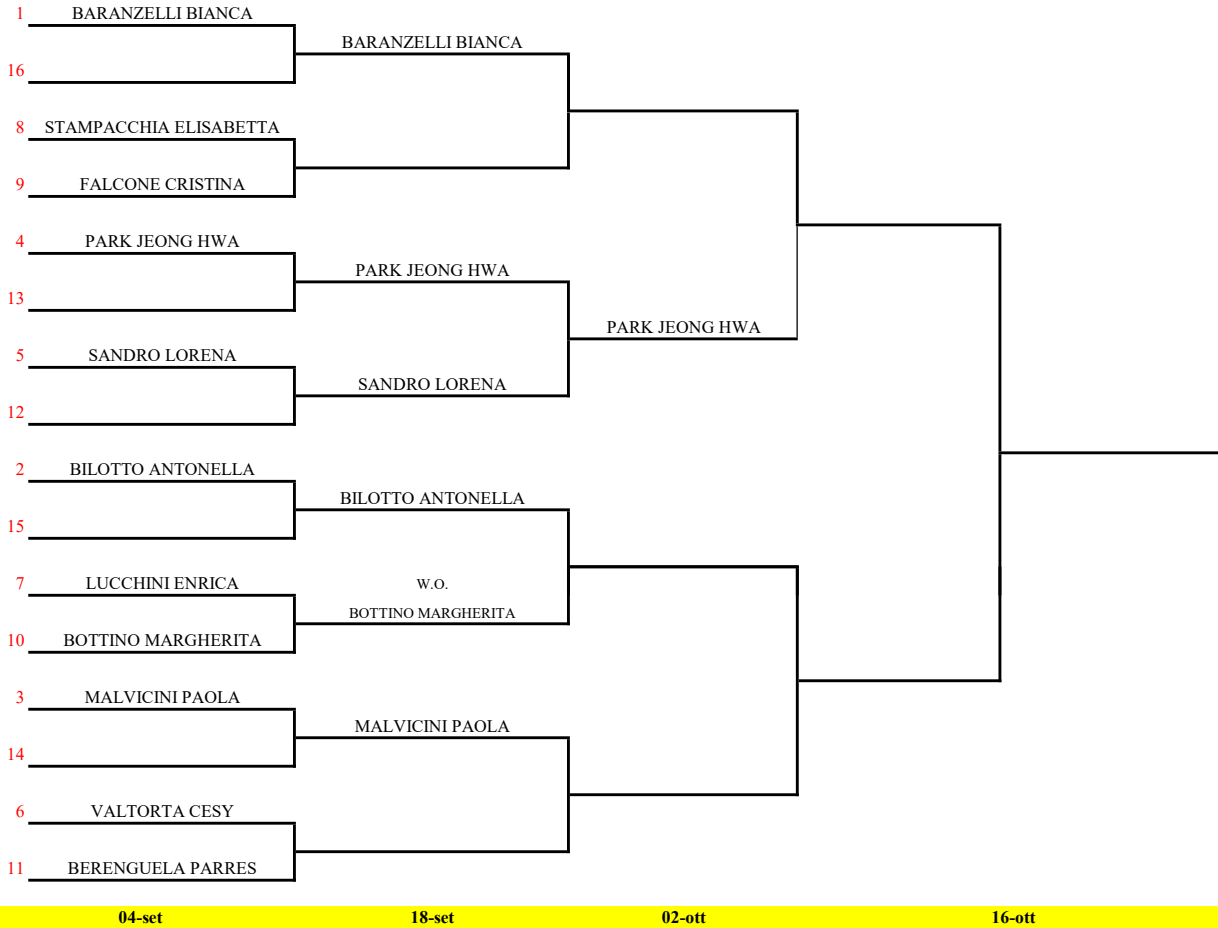 1 BARANZELLI BIANCA
BARANZELLI BIANCA
16
8 STAMPACCHIA ELISABETTA
9 FALCONE CRISTINA
4 PARK JEONG HWA
PARK JEONG HWA
13
PARK JEONG HWA
5 SANDRO LORENA
SANDRO LORENA
12
2 BILOTTO ANTONELLA
BILOTTO ANTONELLA
15
7 LUCCHINI ENRICA W.O.
BOTTINO MARGHERITA
10 BOTTINO MARGHERITA
3 MALVICINI PAOLA
MALVICINI PAOLA
14
6 VALTORTA CESY
11 BERENGUELA PARRES
04-set 18-set 02-ott 16-ott